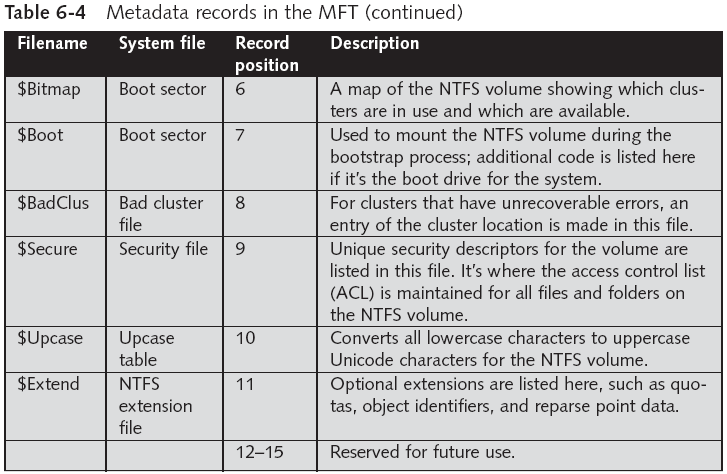 Table 6-4 Metadata records in the MFT (continued)
Filename System file Record position Description
$Bitmap Boot sector 6 A map of the NTFS volume showing which clus-
ters are in use and which are available.
$Boot Boot sector 7 Used to mount the NTFS volume during the
bootstrap process; additional code is listed here
if it's the boot drive for the system.
$BadClus Bad cluster file 8 For clusters that have unrecoverable errors, an
entry of the cluster location is made in this file.
$Secure Security file 9 Unique security descriptors for the volume are
listed in this file. It's where the access control list
(ACL) is maintained for all files and folders on
the NTFS volume.
$Upcase Upcase table 10 Converts all lowercase characters to uppercase
Unicode characters for the NTFS volume.
$Extend NTFS extension file 11 Optional extensions are listed here, such as quo-
tas, object identifiers, and reparse point data.
12–15 Reserved for future use.